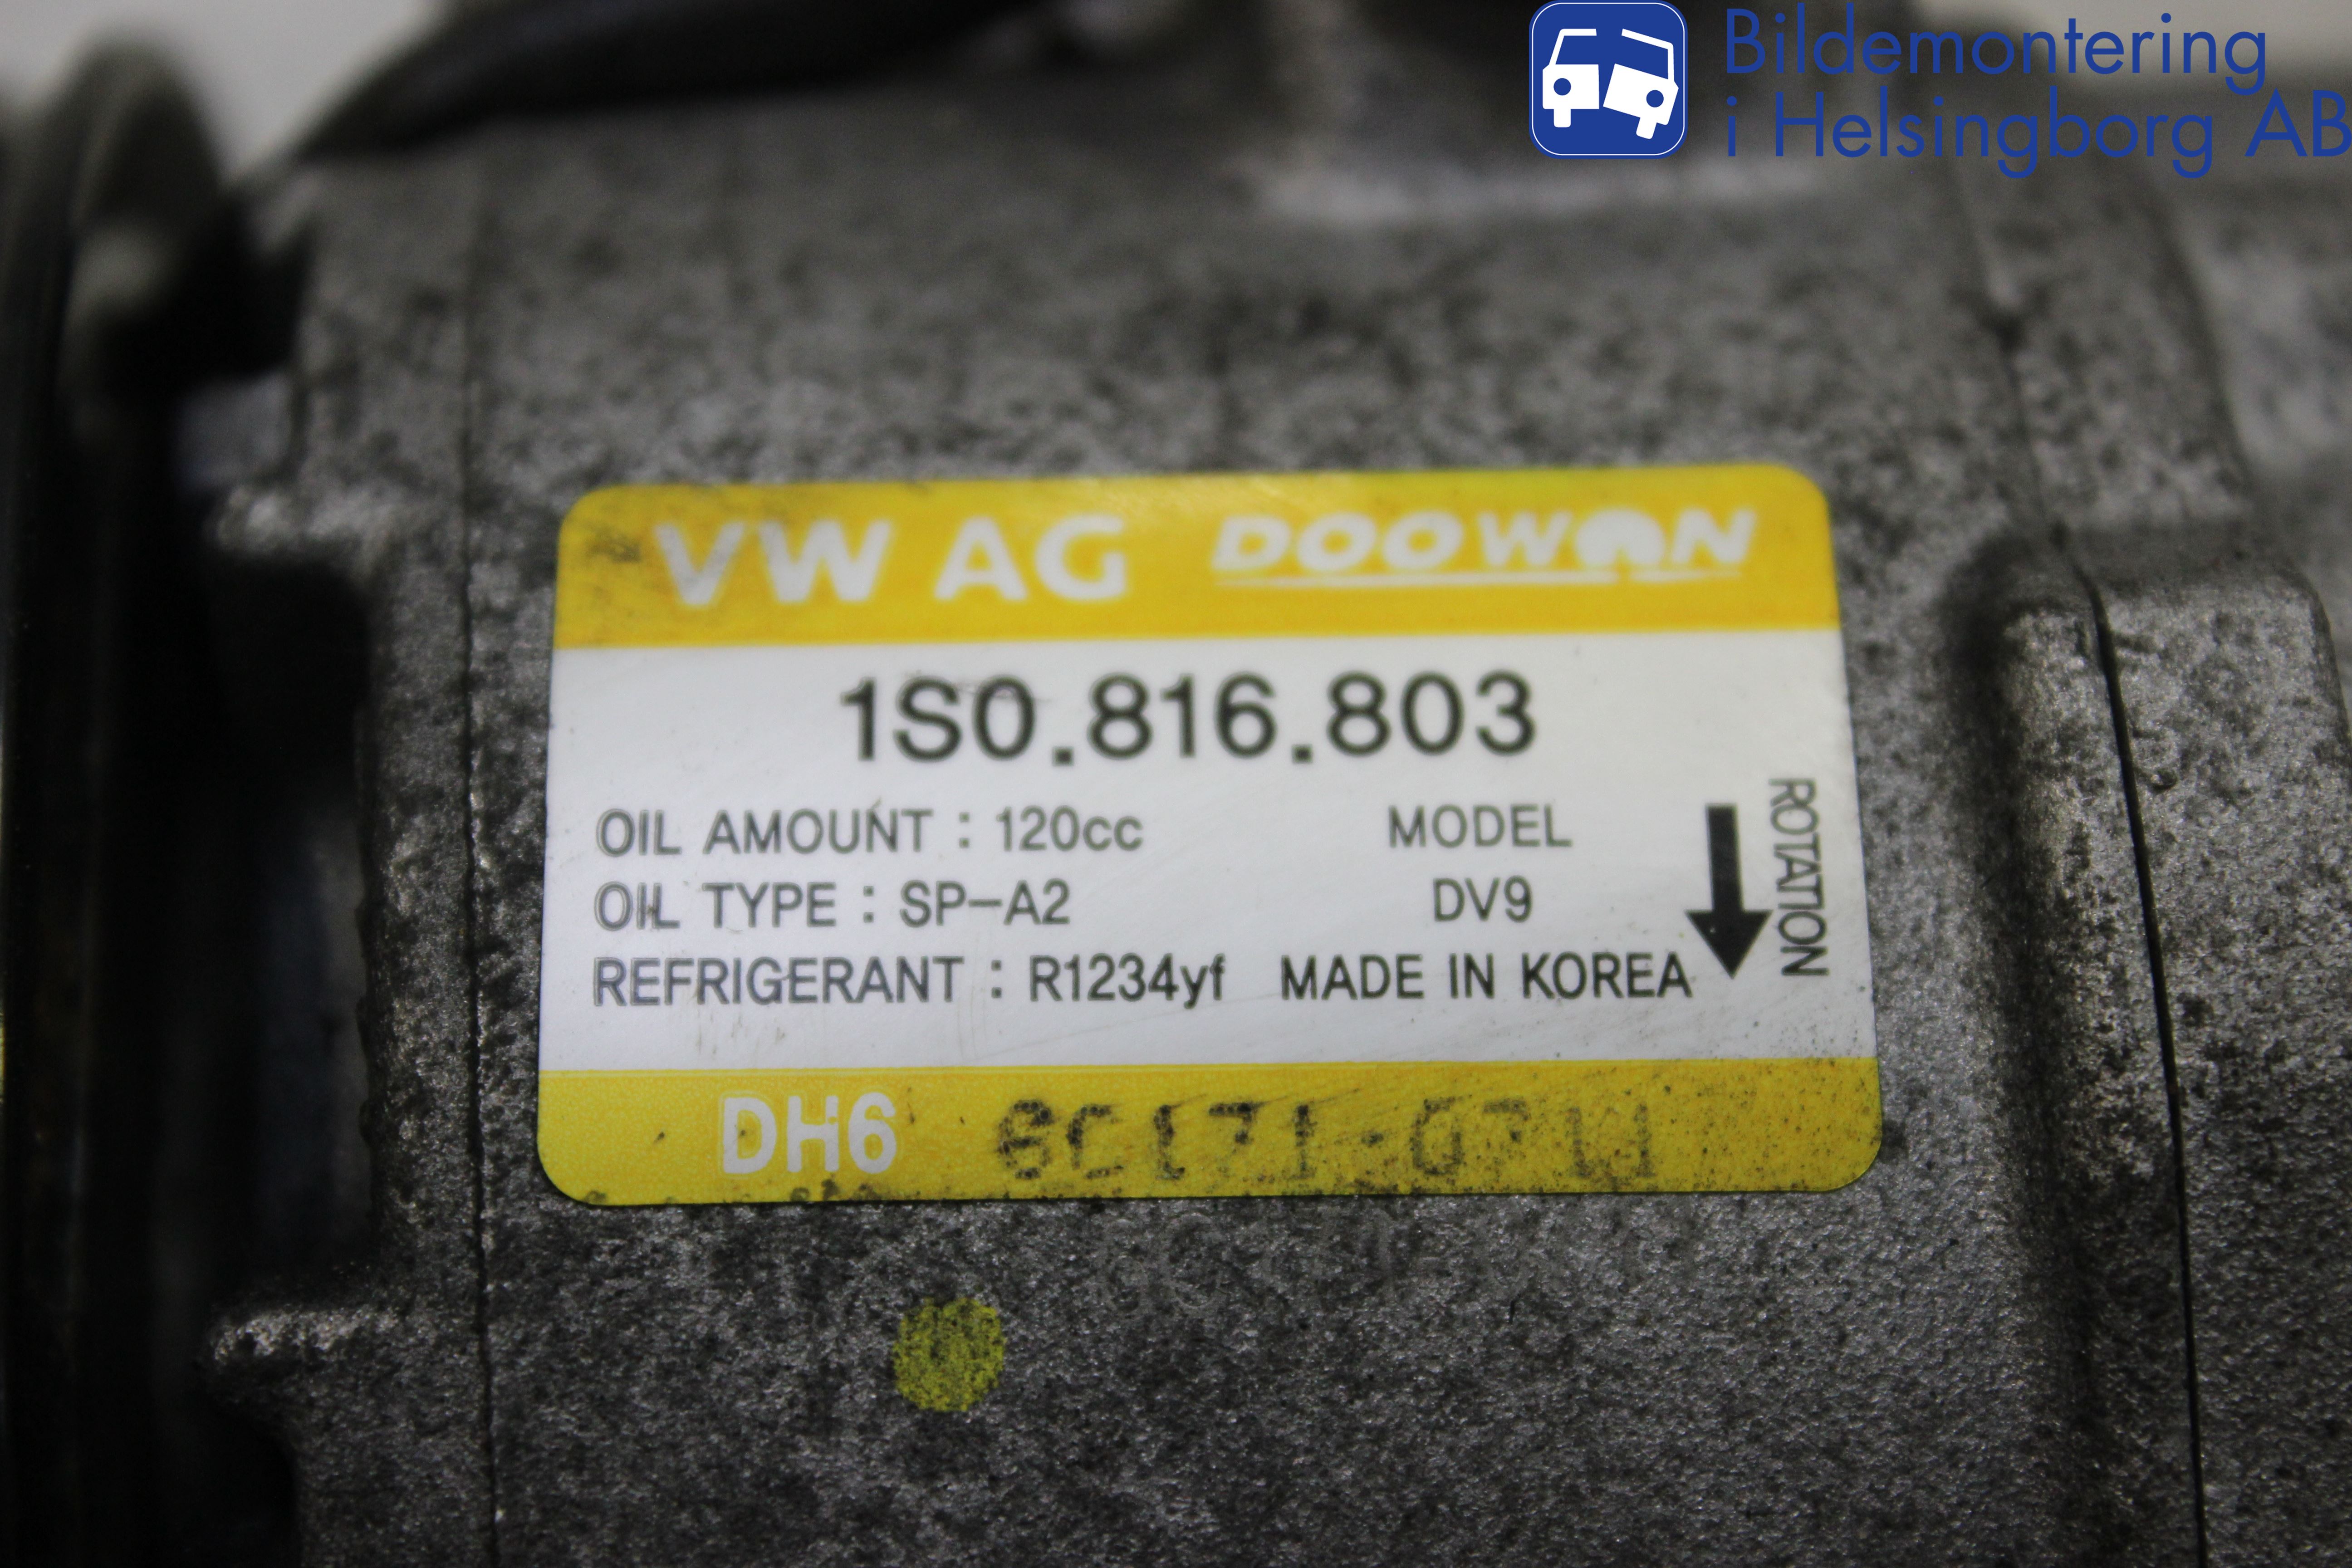 Bildemontering
i Helsingborg AB
VW AG DOOWON
1S0.816.803
OIL AMOUNT : 120cc MODEL
OIL TYPE : SP-A2 DV9
REFRIGERANT : R1234yf MADE IN KOREA
ROTATION
DH6